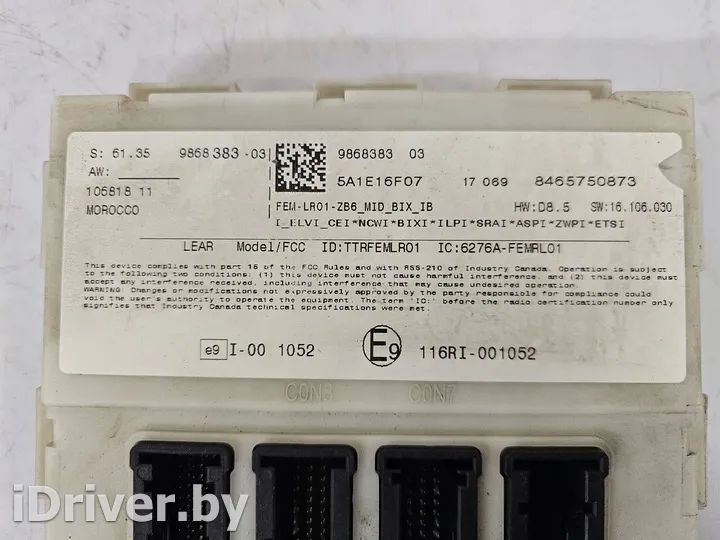 S: 61.35 9868383-03
AW:
106818 11
MOROCCO
9868383 03
5A1E16F07 17 069 8465750873
FEM-LR01-ZB6_MID_BIX_IB HW:08.5 SW:16.106.030
I_ELVI_CEI*NCWI*BIXI*ILPI*SRAI*ASPI*ZWPI*ETSI
LEAR Model/FCC ID:TTRFEMLR01 IC:6276A-FEMRL01
This device complies with part 15 of the FCC Rules and with RSS-210 of Industry Canada. Operation is subject
to the following two conditions: (1) this device may not cause harmful interference, and (2) this device must
accept any interference received, including interference that may cause undesired operation.
WARNING: Changes or modifications not expressively approved by the party responsible for compliance could
void the user's authority to operate the equipment. The term 'IC:' before the radio certification number only
signifies that Industry Canada technical specifications were met.
e9 I-00 1052 E9 116RI-001052
CON8 CON7
iDriver.by